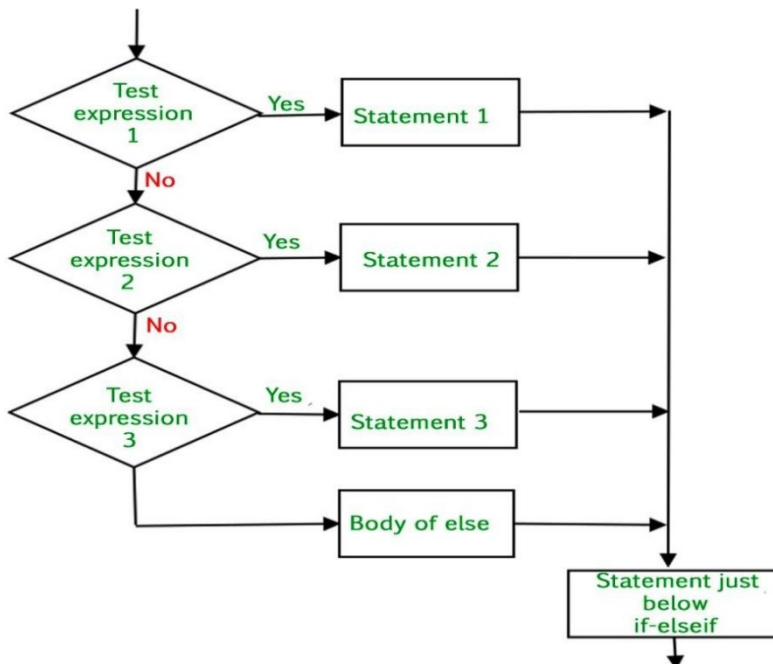 Test
expression
1
Yes
Statement 1
No
Test
expression
2
Yes
Statement 2
No
Test
expression
3
Yes
Statement 3
Body of else
Statement just
below
if-elseif